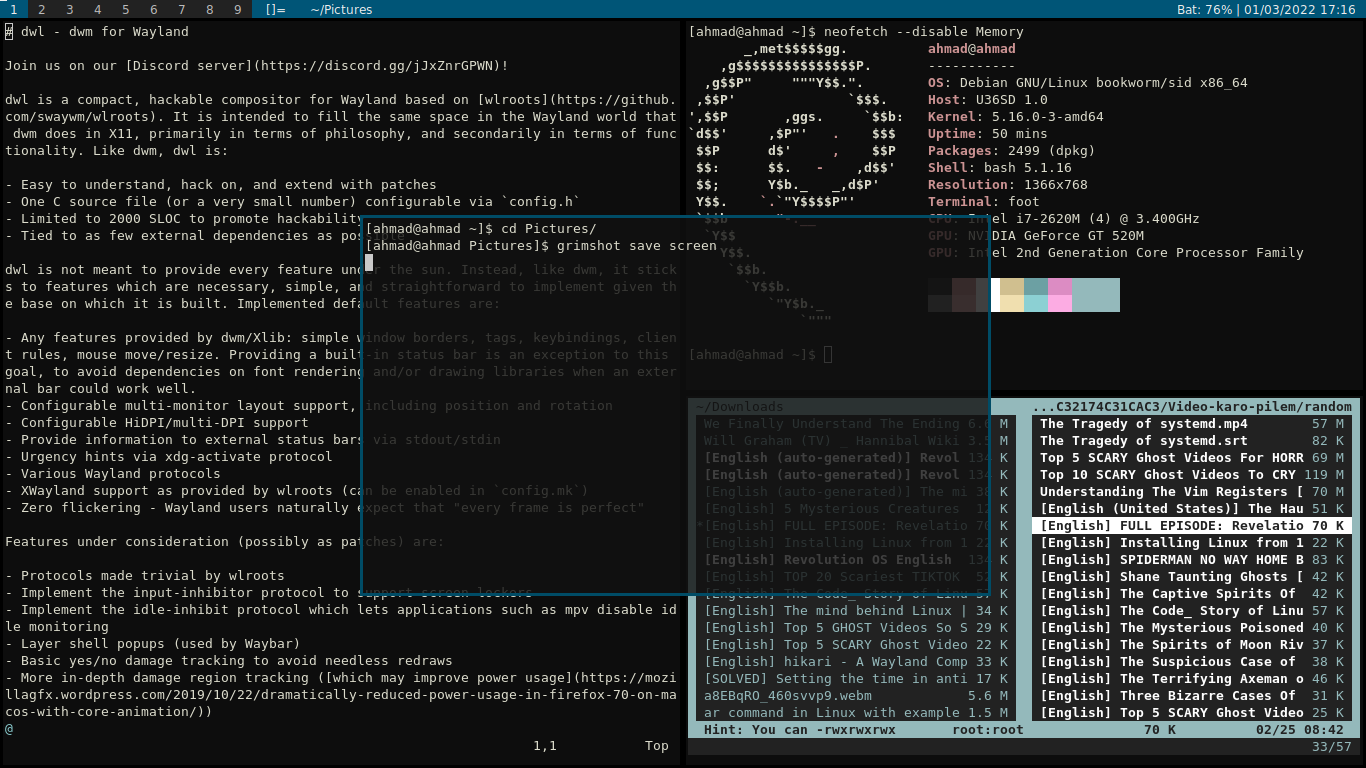 1 2 3 4 5 6 7 8 9 []= ~/Pictures Bat: 76% | 01/03/2022 17:16
# dwl - dwm for Wayland
Join us on our [Discord server](https://discord.gg/jJxZnrGPWN)!
dwl is a compact, hackable compositor for Wayland based on [wlroots](https://github.
com/swaywm/wlroots). It is intended to fill the same space in the Wayland world that
dwm does in X11, primarily in terms of philosophy, and secondarily in terms of func
tionality. Like dwm, dwl is:
- Easy to understand, hack on, and extend with patches
- One C source file (or a very small number) configurable via `config.h`
- Limited to 2000 SLOC to promote hackability
- Tied to as few external dependencies as possible
dwl is not meant to provide every feature under the sun. Instead, like dwm, it stick
s to features which are necessary, simple, and straightforward to implement given th
e base on which it is built. Implemented default features are:
- Any features provided by dwm/Xlib: simple window borders, tags, keybindings, clien
t rules, mouse move/resize. Providing a built-in status bar is an exception to this
goal, to avoid dependencies on font rendering and/or drawing libraries when an exter
nal bar could work well.
- Configurable multi-monitor layout support, including position and rotation
- Configurable HiDPI/multi-DPI support
- Provide information to external status bars via stdout/stdin
- Urgency hints via xdg-activate protocol
- Various Wayland protocols
- XWayland support as provided by wlroots (can be enabled in `config.mk`)
- Zero flickering - Wayland users naturally expect that "every frame is perfect"
Features under consideration (possibly as patches) are:
- Protocols made trivial by wlroots
- Implement the input-inhibitor protocol to support screen lockers
- Implement the idle-inhibit protocol which lets applications such as mpv disable id
le monitoring
- Layer shell popups (used by Waybar)
- Basic yes/no damage tracking to avoid needless redraws
- More in-depth damage region tracking ([which may improve power usage](https://mozi
llagfx.wordpress.com/2019/10/22/dramatically-reduced-power-usage-in-firefox-70-on-ma
cos-with-core-animation/))
@
1,1 Top
[ahmad@ahmad ~]$ cd Pictures/
[ahmad@ahmad Pictures]$ grimshot save screen
[ahmad@ahmad ~]$ neofetch --disable Memory
ahmad@ahmad
-----------
OS: Debian GNU/Linux bookworm/sid x86_64
Host: U36SD 1.0
Kernel: 5.16.0-3-amd64
Uptime: 50 mins
Packages: 2499 (dpkg)
Shell: bash 5.1.16
Resolution: 1366x768
Terminal: foot
CPU: Intel i7-2620M (4) @ 3.400GHz
GPU: NVIDIA GeForce GT 520M
GPU: Intel 2nd Generation Core Processor Family
[ahmad@ahmad ~]$
~/Downloads
We Finally Understand The Ending M
Will Graham (TV) _ Hannibal Wiki M
[English (auto-generated)] Revol K
[English (auto-generated)] Revol K
[English (auto-generated)] The mi K
[English] 5 Mysterious Creatures K
*[English] FULL EPISODE: Revelatio 70 K
[English] Installing Linux from 1 22 K
[English] Revolution OS English K
[English] TOP 20 Scariest TIKTOK K
[English] The Code_ Story of Linu 57 K
[English] The mind behind Linux | 34 K
[English] Top 5 GHOST Videos So S 29 K
[English] Top 5 SCARY Ghost Video 22 K
[English] hikari - A Wayland Comp 33 K
[SOLVED] Setting the time in anti 17 K
a8EBqRO_460svvp9.webm 5.6 M
ar command in Linux with example 1.5 M
...C32174C31CAC3/Video-karo-pilem/random
The Tragedy of systemd.mp4 57 M
The Tragedy of systemd.srt 82 K
Top 5 SCARY Ghost Videos For HORR 69 M
Top 10 SCARY Ghost Videos To CRY 119 M
Understanding The Vim Registers [ 70 M
[English (United States)] The Hau 51 K
[English] FULL EPISODE: Revelatio 70 K
[English] Installing Linux from 1 22 K
[English] SPIDERMAN NO WAY HOME B 83 K
[English] Shane Taunting Ghosts [ 42 K
[English] The Captive Spirits Of 42 K
[English] The Code_ Story of Linu 57 K
[English] The Mysterious Poisoned 40 K
[English] The Spirits of Moon Riv 37 K
[English] The Suspicious Case of 38 K
[English] The Terrifying Axeman o 46 K
[English] Three Bizarre Cases Of 31 K
[English] Top 5 SCARY Ghost Video 25 K
Hint: You can -rwxrwxrwx root:root 70 K 02/25 08:42
33/57